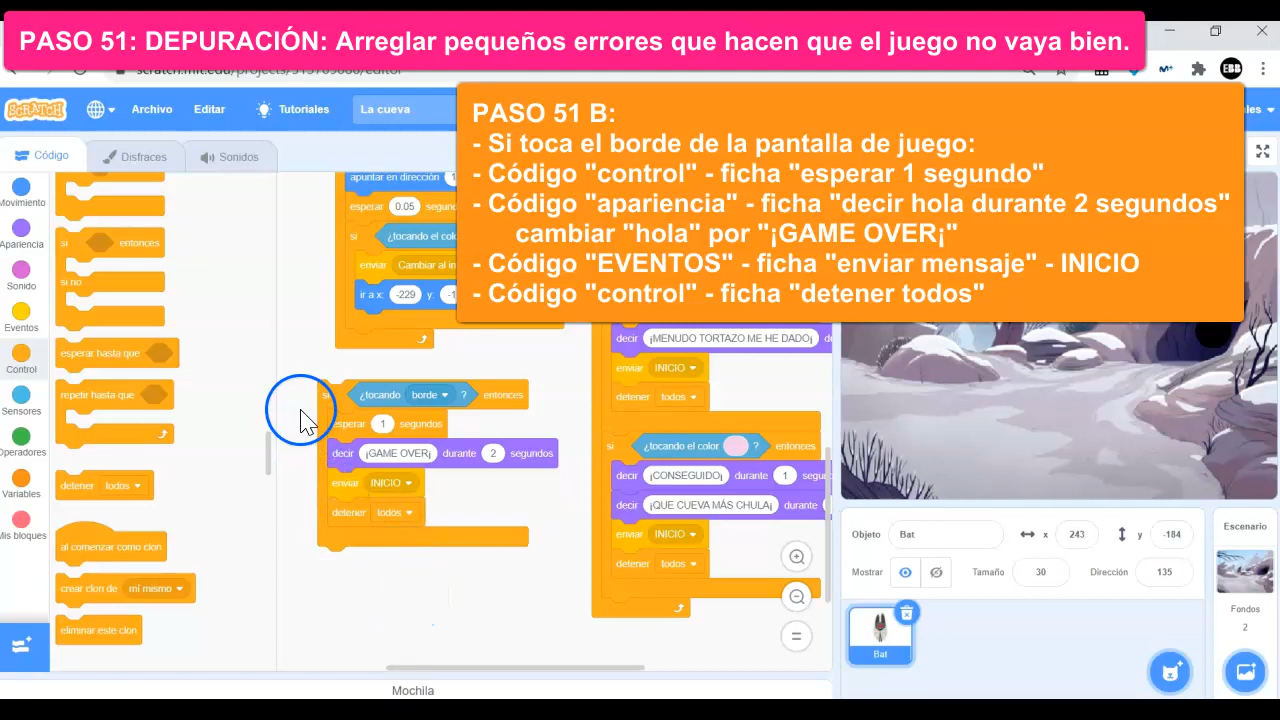 PASO 51: DEPURACIÓN: Arreglar pequeños errores que hacen que el juego no vaya bien.
PASO 51 B:
- Si toca el borde de la pantalla de juego:
- Código "control" - ficha "esperar 1 segundo"
- Código "apariencia" - ficha "decir hola durante 2 segundos"
cambiar "hola" por "¡GAME OVER¡"
- Código "EVENTOS" - ficha "enviar mensaje" - INICIO
- Código "control" - ficha "detener todos"
EBB
SCRATCH
Archivo
Editar
Tutoriales
La cueva
Código
Disfraces
Sonidos
Movimiento
Apariencia
Sonido
Eventos
Control
Sensores
Operadores
Variables
Mis bloques
si entonces
si no
esperar hasta que
repetir hasta que
detener todos
al comenzar como clon
crear clon de mí mismo
eliminar este clon
apuntar en dirección
esperar 0.05
si ¿tocando el
enviar
ir a x: -229 y:
¿tocando borde ? entonces
esperar 1 segundos
decir ¡GAME OVER¡ durante 2 segundos
enviar INICIO
detener todos
decir ¡MENUDO TORTAZO ME HE DADO¡
enviar INICIO
detener todos
si ¿tocando el color ? entonces
decir ¡CONSEGUIDO¡ durante 1
decir ¡QUE CUEVA MÁS CHULA¡ durante
enviar INICIO
detener todos
Mochila
Objeto Bat x 243 y -184
Mostrar Tamaño 30 Dirección 135
Bat
Escenario
Fondos
2